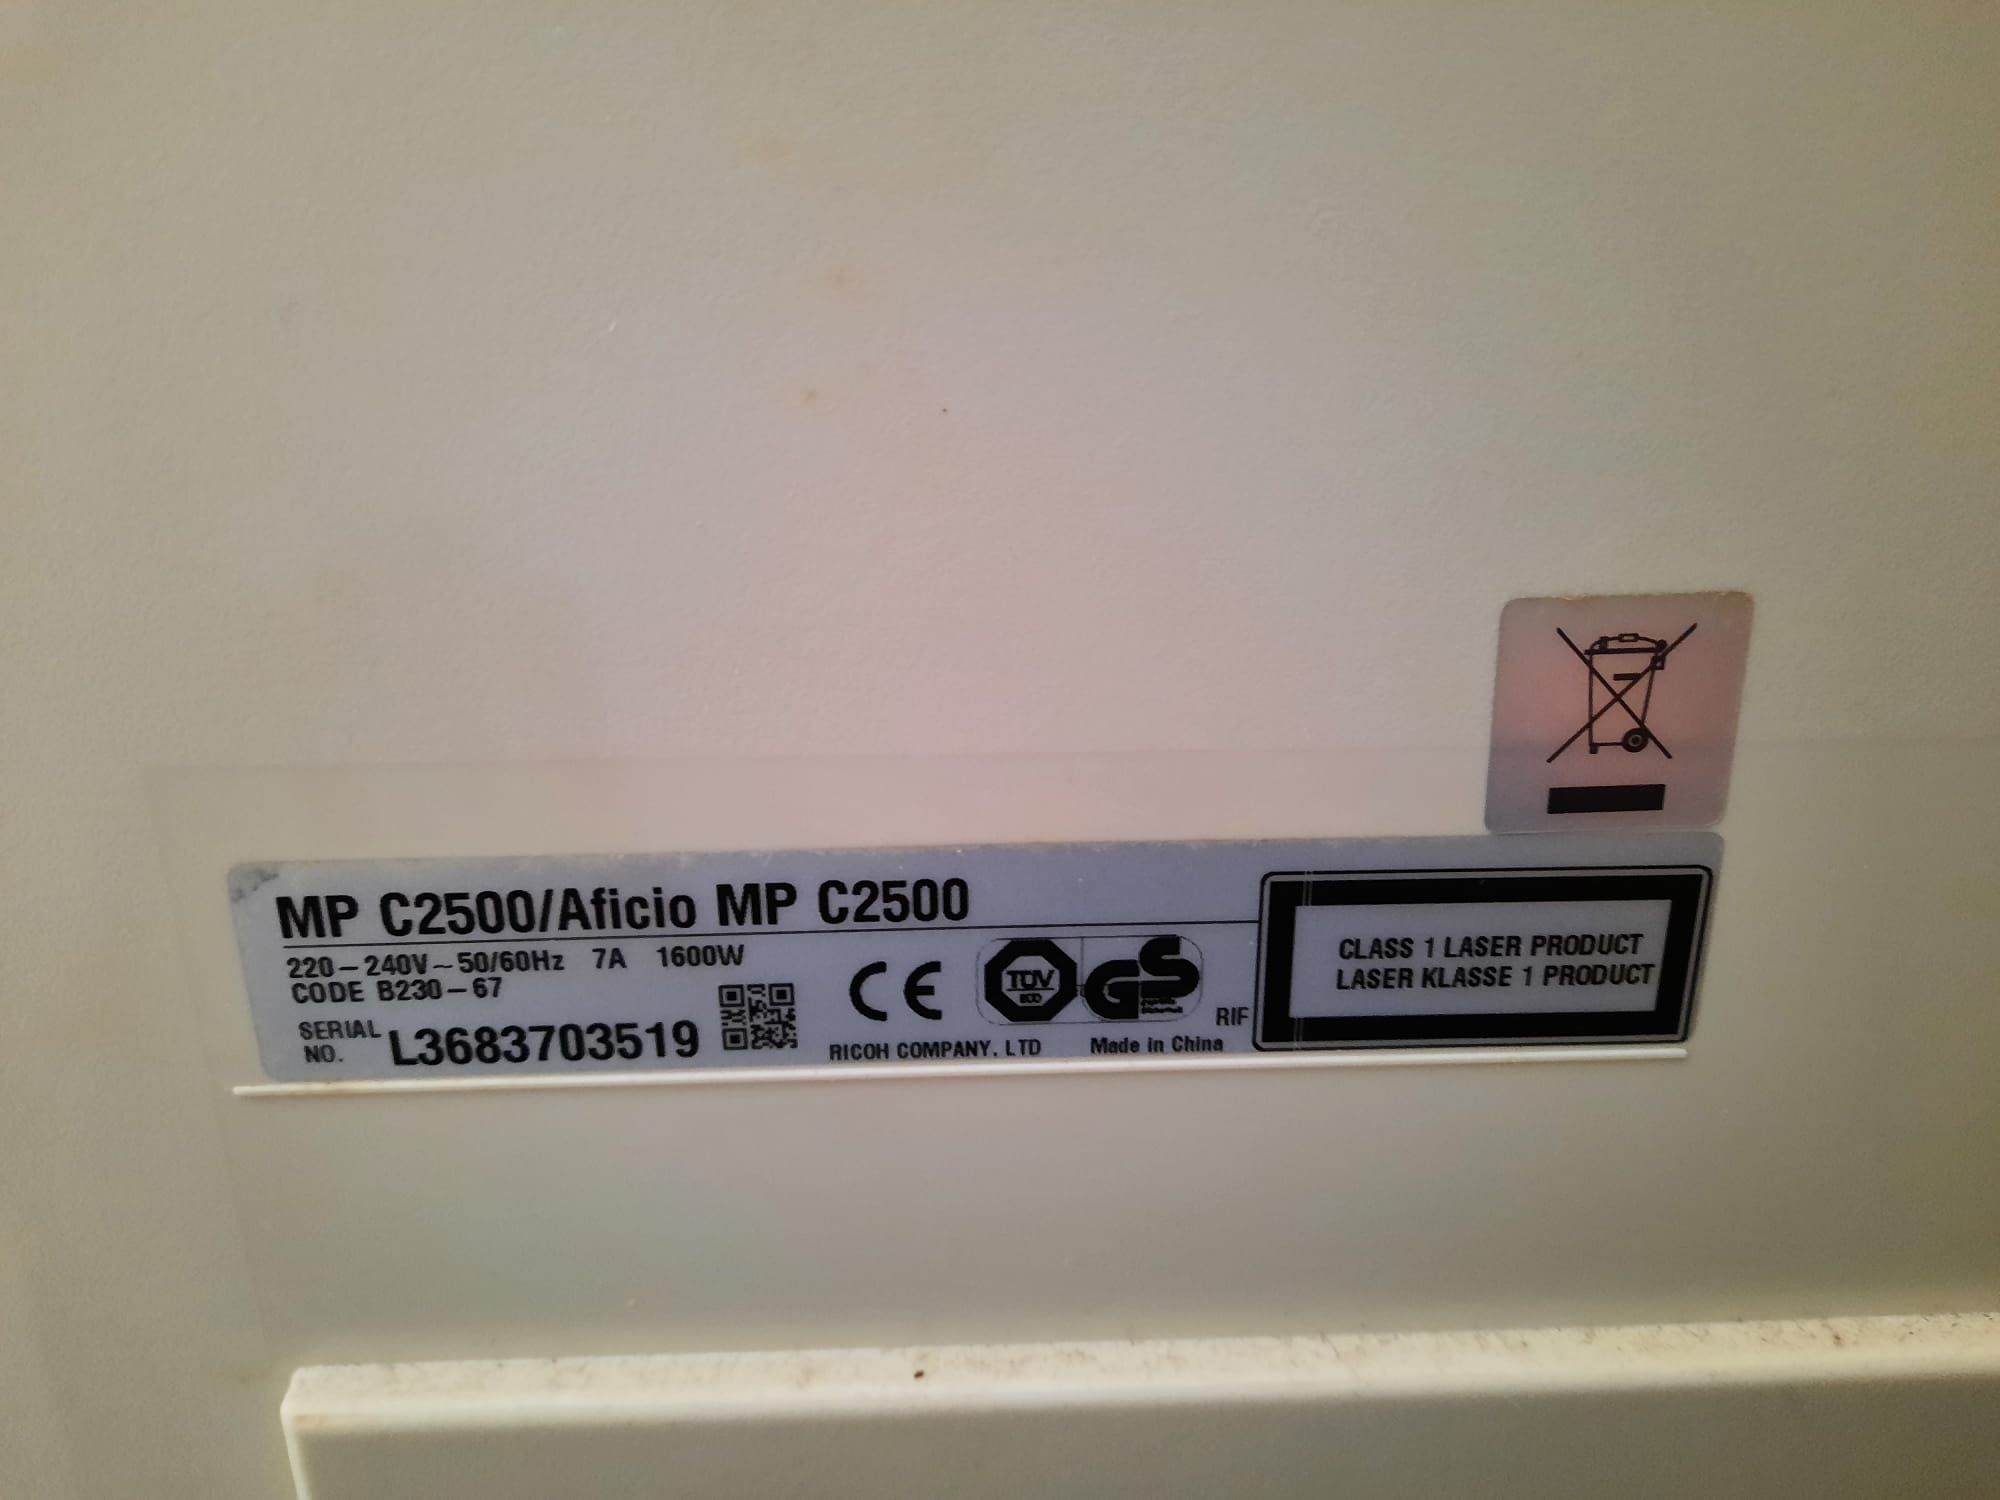 MP C2500/Aficio MP C2500
220-240V~50/60Hz 7A 1600W
CODE B230-67
SERIAL NO. L3683703519
CE
TÜV
GS
RICOH COMPANY, LTD
Made in China
RIF
CLASS 1 LASER PRODUCT
LASER KLASSE 1 PRODUCT